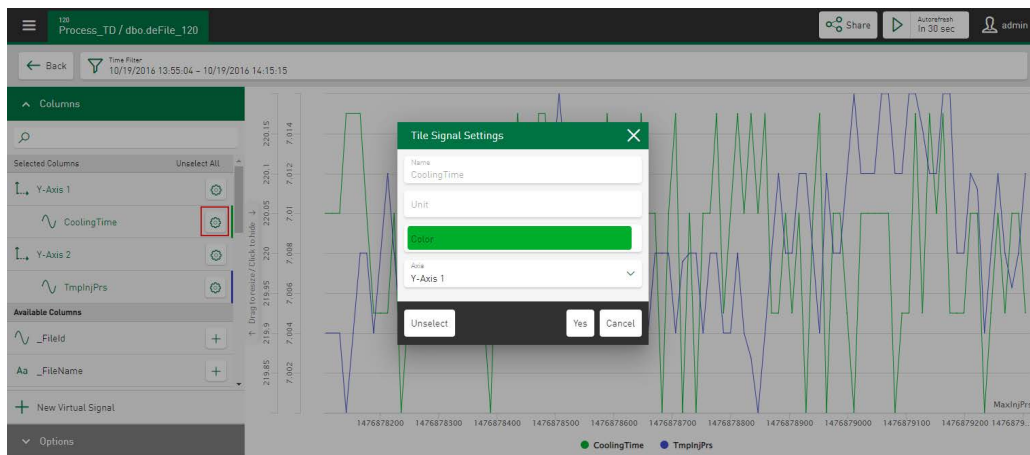 120
Process_TD / dbo.deFile_120
Share
Autorefresh
In 30 sec
admin
Back
Time Filter
10/19/2016 13:55:04 – 10/19/2016 14:15:15
Columns
Selected Columns
Unselect All
Y-Axis 1
CoolingTime
Y-Axis 2
TmpInjPrs
Available Columns
_FileId
Aa _FileName
New Virtual Signal
Options
Drag to resize / Click to hide
220.15
220.1
220.05
220
219.95
219.9
219.85
7.014
7.012
7.01
7.008
7.006
7.004
7.002
Tile Signal Settings
Name
CoolingTime
Unit
Color
Axis
Y-Axis 1
Unselect
Yes
Cancel
MaxInjPr
1476878200 1476878300 1476878400 1476878500 1476878600 1476878700 1476878800 1476878900 1476879000 1476879100 1476879200 1476879...
CoolingTime
TmpInjPrs